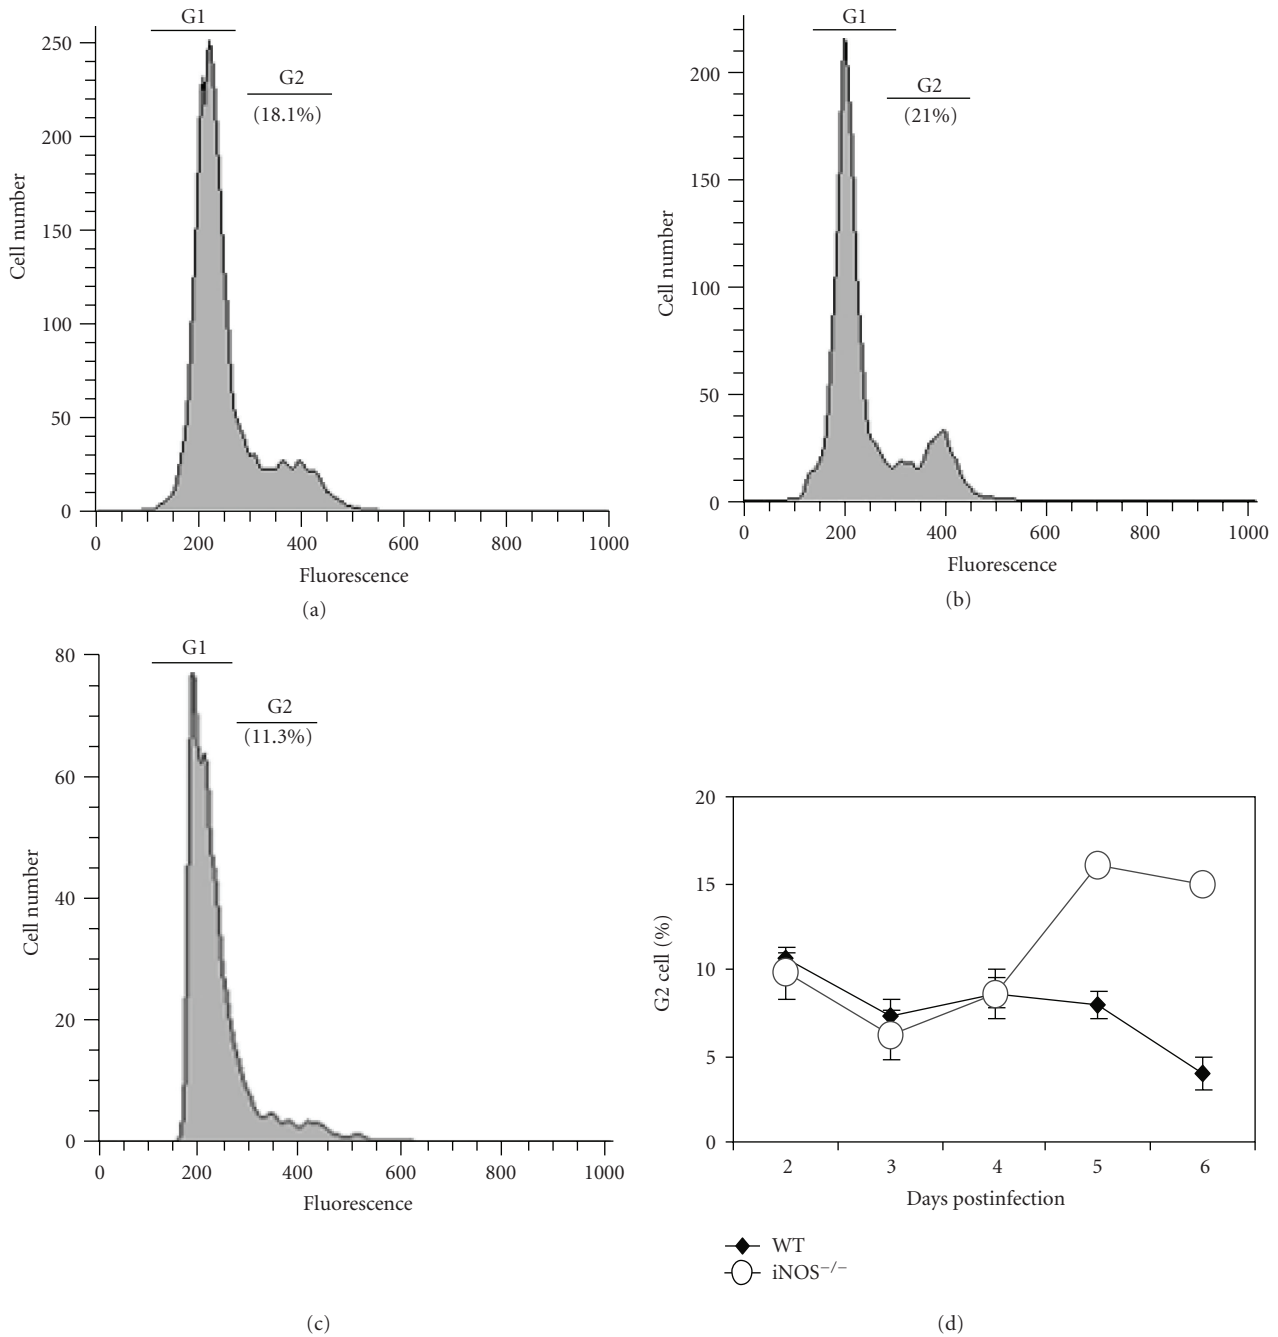 G1
G2
(18.1%)
250
200
150
100
50
0
Cell number
0 200 400 600 800 1000
Fluorescence
(a)
G1
G2
(21%)
200
150
100
50
0
Cell number
0 200 400 600 800 1000
Fluorescence
(b)
G1
G2
(11.3%)
80
60
40
20
0
Cell number
0 200 400 600 800 1000
Fluorescence
(c)
20
15
10
5
0
G2 cell (%)
2 3 4 5 6
Days postinfection
WT
iNOS−/−
(d)